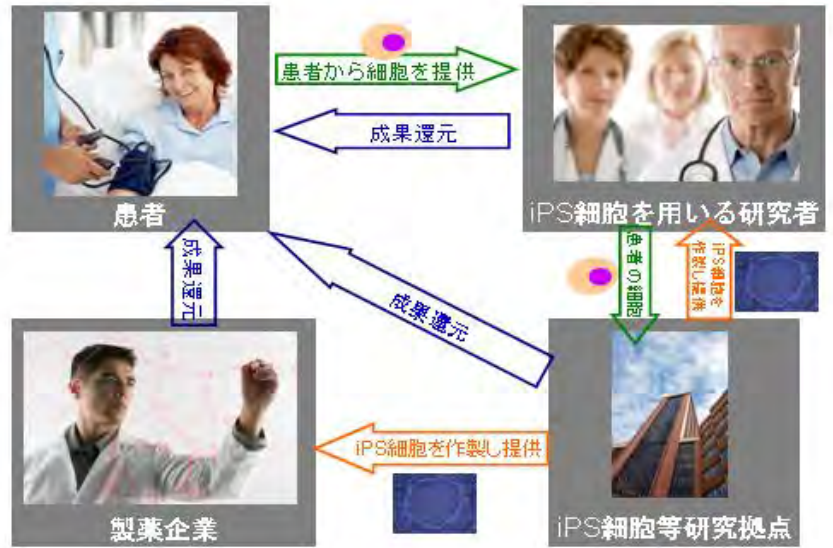 患者から細胞を提供
成果還元
患者
iPS細胞を用いる研究者
成果還元
成果還元
患者の細胞
iPS細胞を
作製し提供
iPS細胞を作製し提供
製薬企業
iPS細胞等研究拠点